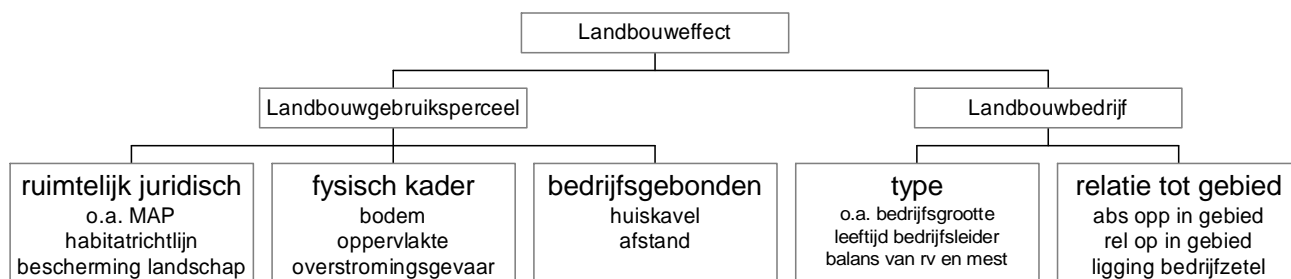 Landbouweffect
Landbouwgebruiksperceel
Landbouwbedrijf
ruimtelijk juridisch
o.a. MAP
habitatrichtlijn
bescherming landschap
fysisch kader
bodem
oppervlakte
overstromingsgevaar
bedrijfsgebonden
huiskavel
afstand
type
o.a. bedrijfsgrootte
leeftijd bedrijfsleider
balans van rv en mest
relatie tot gebied
abs opp in gebied
rel op in gebied
ligging bedrijfzetel